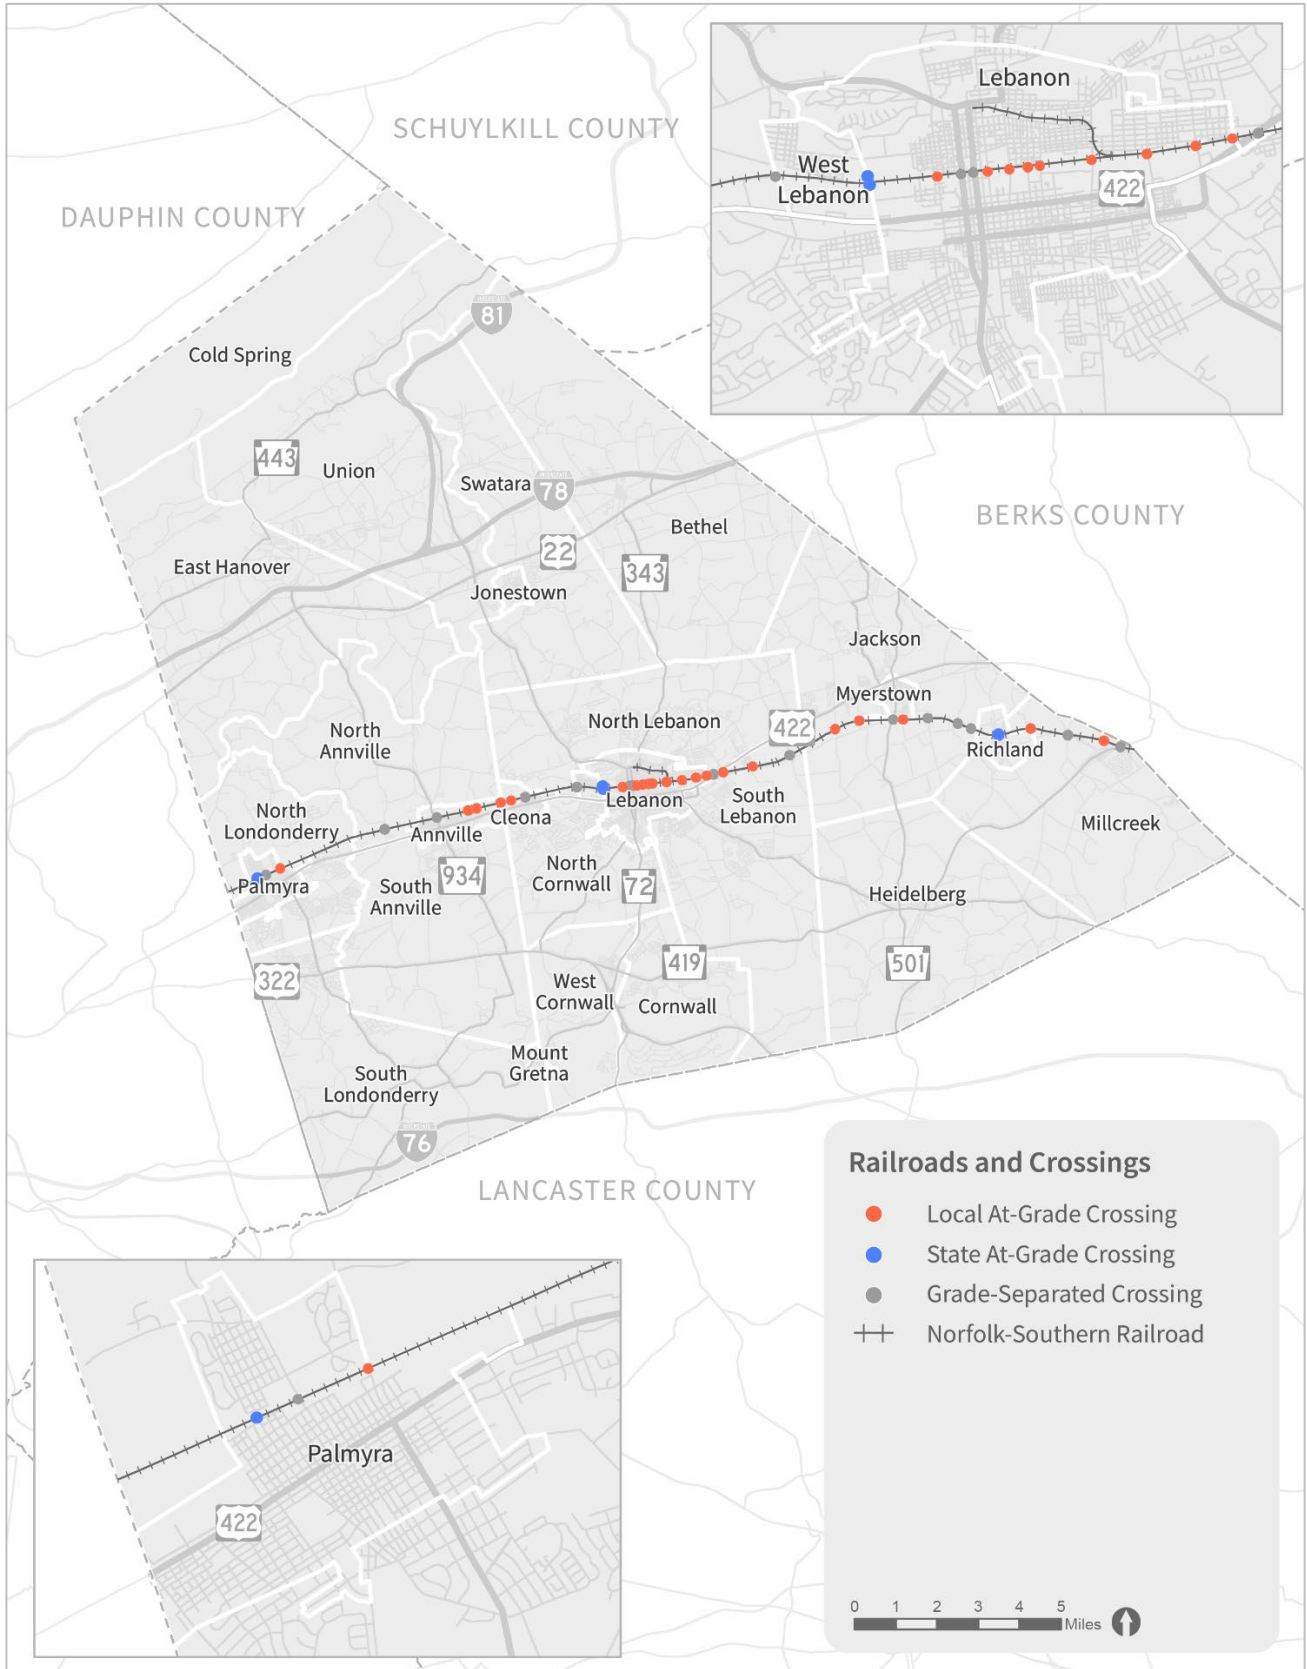 Lebanon
SCHUYLKILL COUNTY
West
Lebanon
422
DAUPHIN COUNTY
81
Cold Spring
443
Union
Swatara
78
BERKS COUNTY
Bethel
22
East Hanover
343
Jonestown
Jackson
Myerstown
North Lebanon
422
North
Annville
Richland
Lebanon
South
Lebanon
North
Londonderry
Cleona
Annville
Millcreek
North
Cornwall
934
72
Palmyra
South
Annville
Heidelberg
419
501
322
West
Cornwall
Cornwall
Mount
Gretna
South
Londonderry
76
LANCASTER COUNTY
Railroads and Crossings
Local At-Grade Crossing
State At-Grade Crossing
Grade-Separated Crossing
Norfolk-Southern Railroad
Palmyra
422
0 1 2 3 4 5
Miles